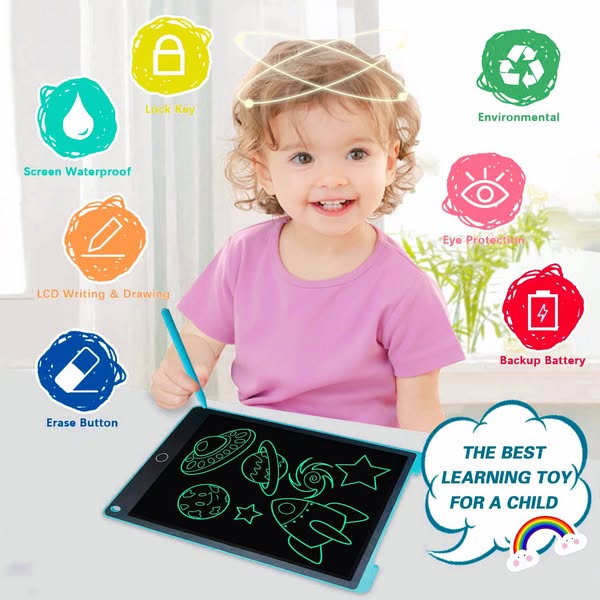 Lock Key
Environmental
Screen Waterproof
Eye Protection
LCD Writing & Drawing
Backup Battery
Erase Button
THE BEST
LEARNING TOY
FOR A CHILD